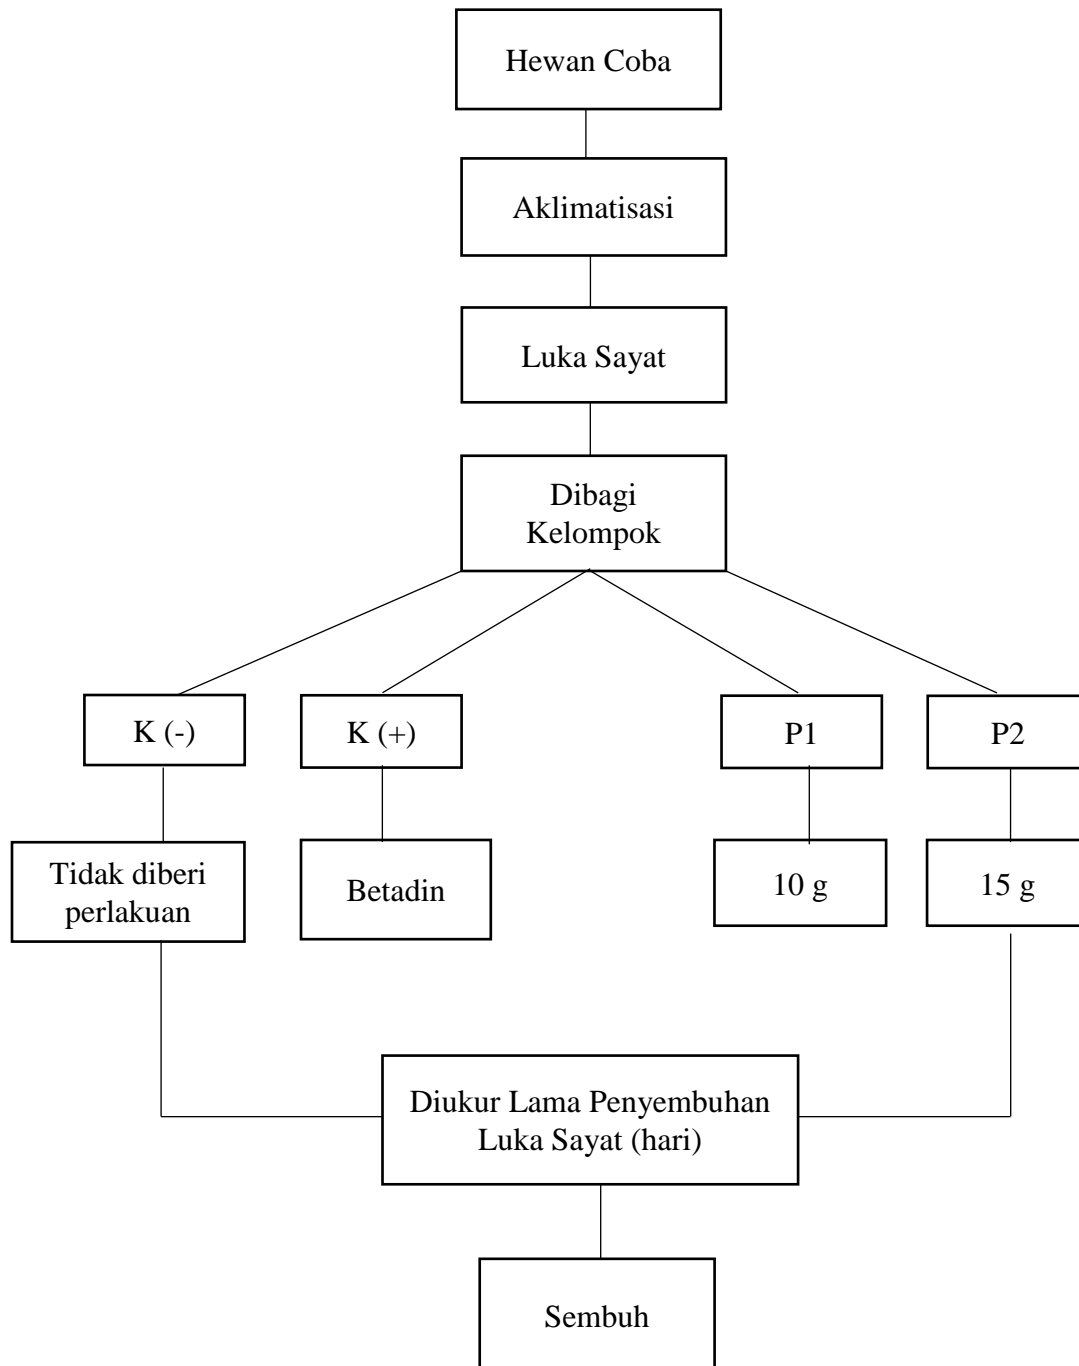 Hewan Coba
Aklimatisasi
Luka Sayat
Dibagi
Kelompok
K (-)
K (+)
P1
P2
Tidak diberi
perlakuan
Betadin
10 g
15 g
Diukur Lama Penyembuhan
Luka Sayat (hari)
Sembuh